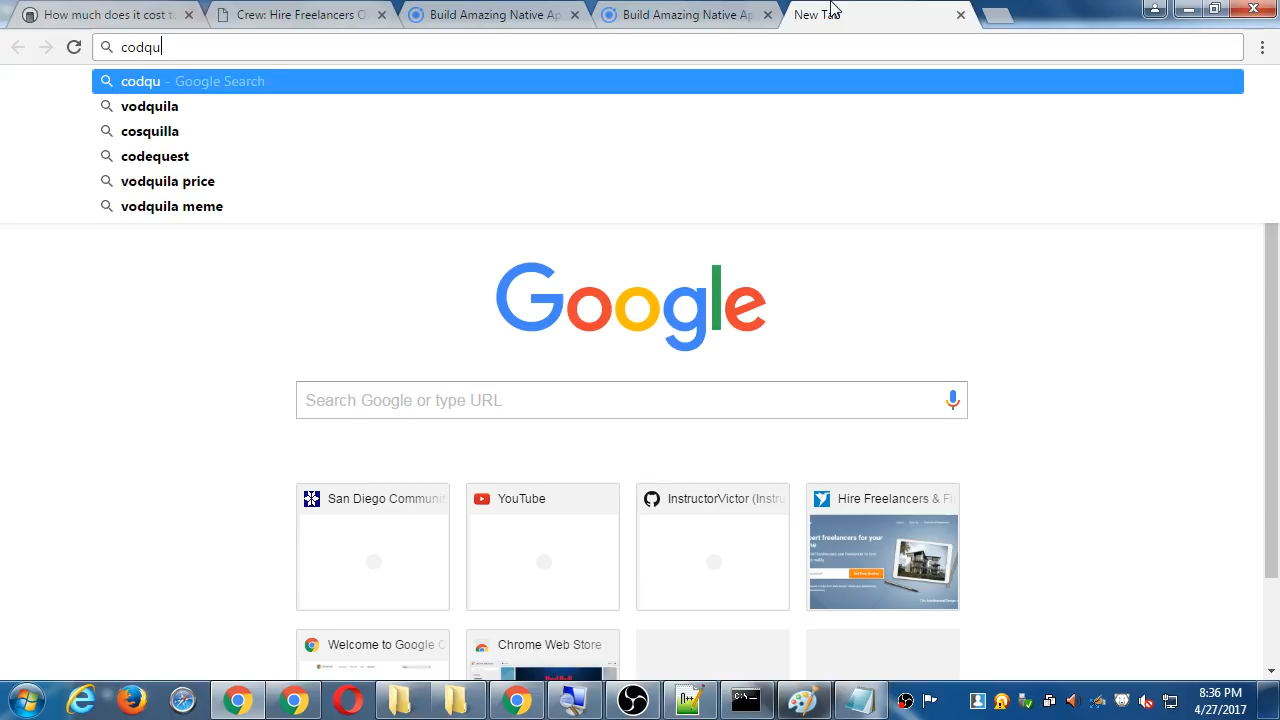 How much does it cost t
Crew: Hire Freelancers O
Build Amazing Native Ap
Build Amazing Native Ap
New Tab
codqu
codqu - Google Search
vodquila
cosquilla
codequest
vodquila price
vodquila meme
Google
Search Google or type URL
San Diego Communit
YouTube
InstructorVictor (Instru
Hire Freelancers & Fi
Welcome to Google C
Chrome Web Store
8:36 PM
4/27/2017